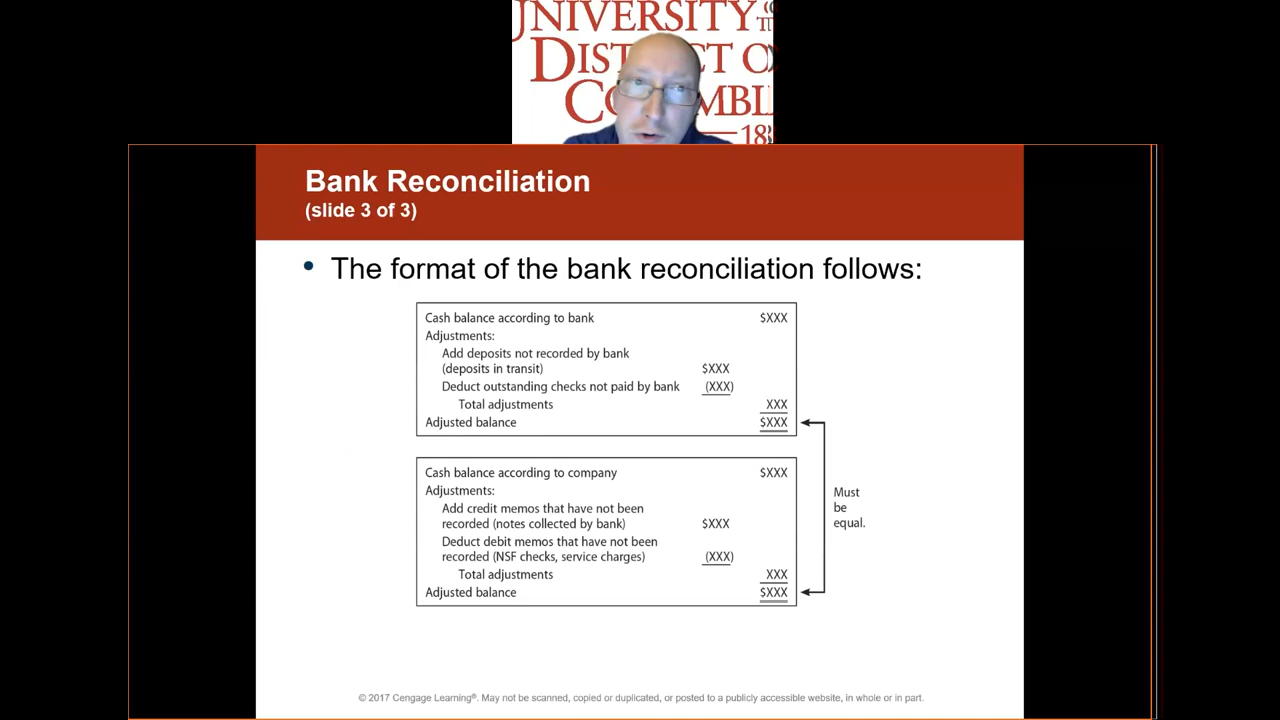 UNIVERSITY
DISTRICT O
C MBI
18
Bank Reconciliation
(slide 3 of 3)
• The format of the bank reconciliation follows:
Cash balance according to bank $XXX
Adjustments:
Add deposits not recorded by bank
(deposits in transit) $XXX
Deduct outstanding checks not paid by bank (XXX)
Total adjustments XXX
Adjusted balance $XXX
Cash balance according to company $XXX
Adjustments:
Add credit memos that have not been
recorded (notes collected by bank) $XXX
Deduct debit memos that have not been
recorded (NSF checks, service charges) (XXX)
Total adjustments XXX
Adjusted balance $XXX
Must
be
equal.
© 2017 Cengage Learning®. May not be scanned, copied or duplicated, or posted to a publicly accessible website, in whole or in part.